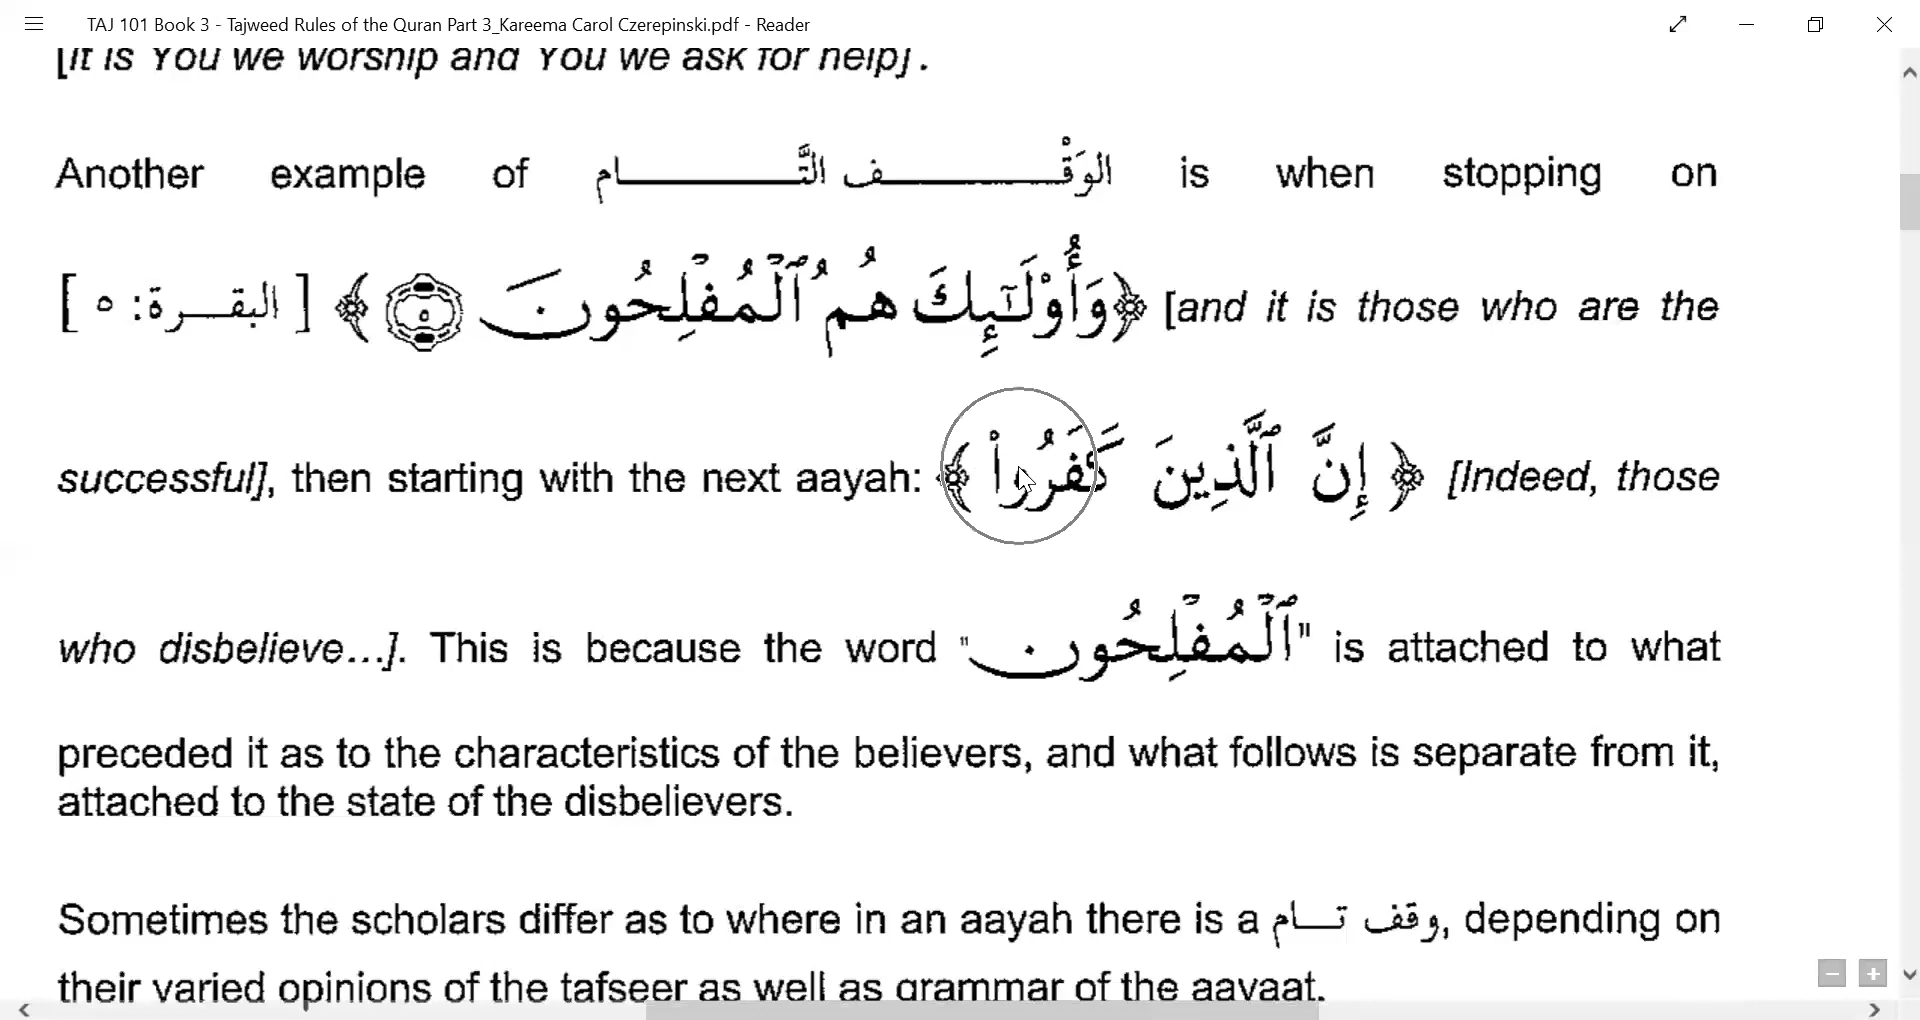 TAJ 101 Book 3 - Tajweed Rules of the Quran Part 3_Kareema Carol Czerepinski.pdf - Reader
[It is You we worship and You we ask for help].
Another example of الوَقْـــــف التَّـــــام is when stopping on
﴿وَأُوْلَـٰٓئِكَ هُمُ ٱلْمُفْلِحُونَ ٥﴾ [البقـــرة: ٥] [and it is those who are the
successful], then starting with the next aayah: ﴿إِنَّ ٱلَّذِينَ كَفَرُواْ﴾ [Indeed, those
who disbelieve...]. This is because the word "ٱلْمُفْلِحُون" is attached to what
preceded it as to the characteristics of the believers, and what follows is separate from it,
attached to the state of the disbelievers.
Sometimes the scholars differ as to where in an aayah there is a وقف تـــام, depending on
their varied opinions of the tafseer as well as grammar of the aayaat.